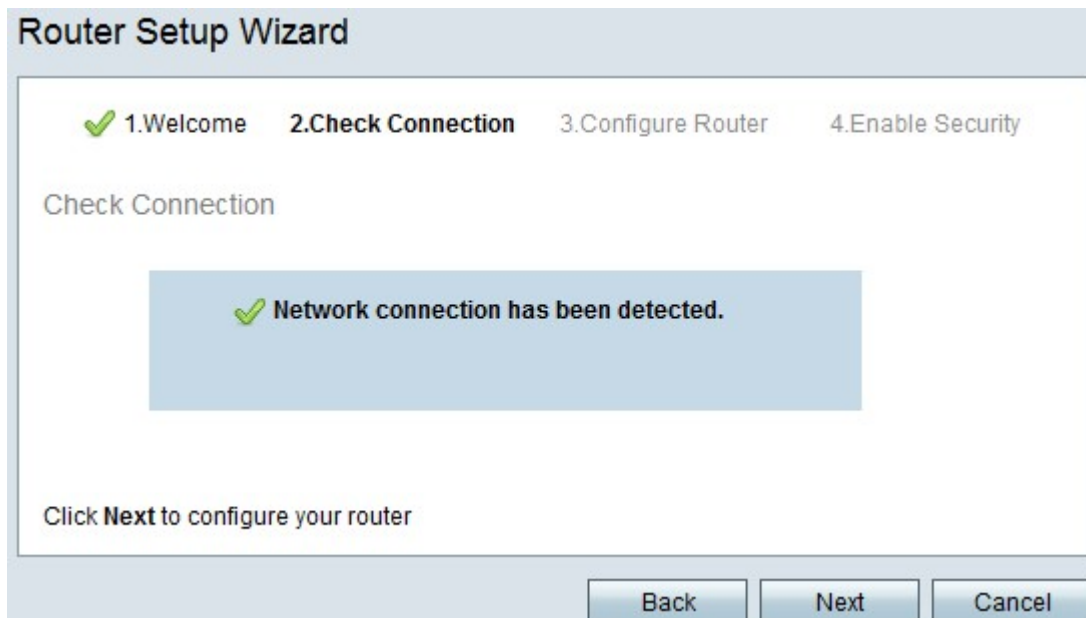 Router Setup Wizard
1.Welcome 2.Check Connection 3.Configure Router 4.Enable Security
Check Connection
Network connection has been detected.
Click Next to configure your router
Back Next Cancel